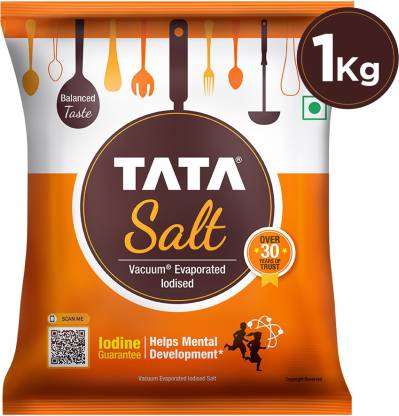 1Kg
Balanced
Taste
TATA®
Salt
Vacuum® Evaporated
Iodised
OVER
30
YEARS OF
TRUST
SCAN ME
Iodine
Guarantee
Helps Mental
Development*
Vacuum Evaporated Iodised Salt
Copyright Reserved